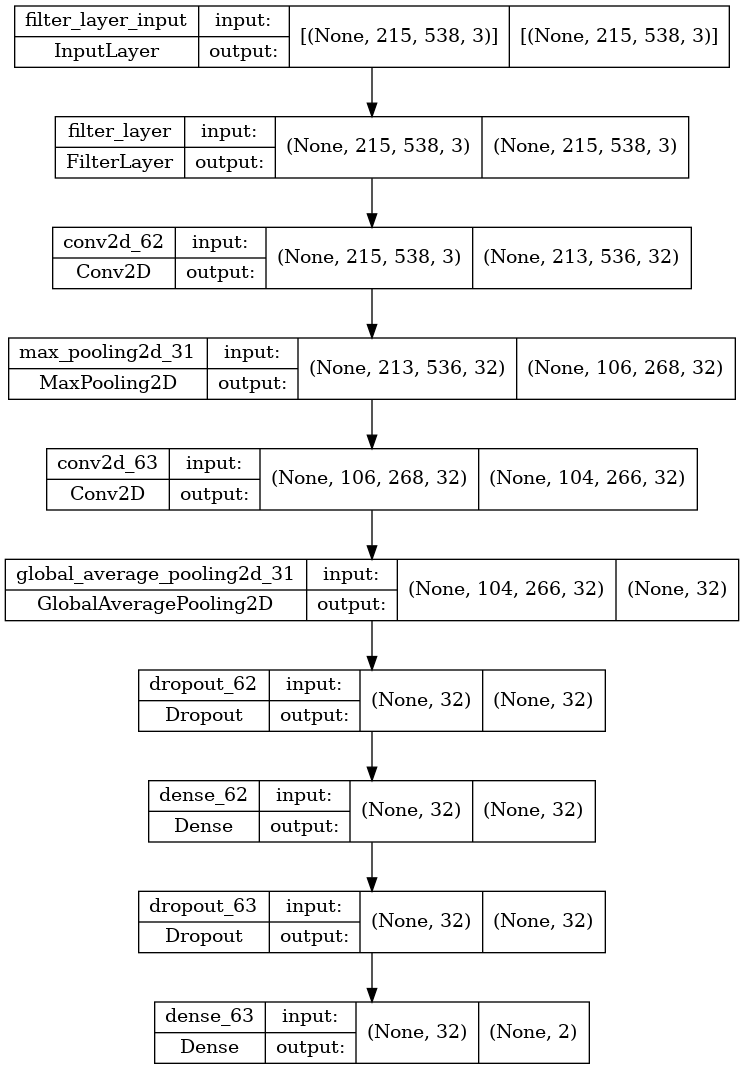 filter_layer_input input: [(None, 215, 538, 3)] [(None, 215, 538, 3)]
InputLayer output:
filter_layer input: (None, 215, 538, 3) (None, 215, 538, 3)
FilterLayer output:
conv2d_62 input: (None, 215, 538, 3) (None, 213, 536, 32)
Conv2D output:
max_pooling2d_31 input: (None, 213, 536, 32) (None, 106, 268, 32)
MaxPooling2D output:
conv2d_63 input: (None, 106, 268, 32) (None, 104, 266, 32)
Conv2D output:
global_average_pooling2d_31 input: (None, 104, 266, 32) (None, 32)
GlobalAveragePooling2D output:
dropout_62 input: (None, 32) (None, 32)
Dropout output:
dense_62 input: (None, 32) (None, 32)
Dense output:
dropout_63 input: (None, 32) (None, 32)
Dropout output:
dense_63 input: (None, 32) (None, 2)
Dense output: